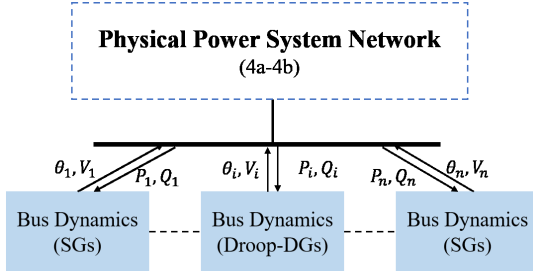 Physical Power System Network
(4a-4b)
θ₁, V₁
P₁, Q₁
θᵢ, Vᵢ
Pᵢ, Qᵢ
Pₙ, Qₙ
θₙ, Vₙ
Bus Dynamics
(SGs)
Bus Dynamics
(Droop-DGs)
Bus Dynamics
(SGs)